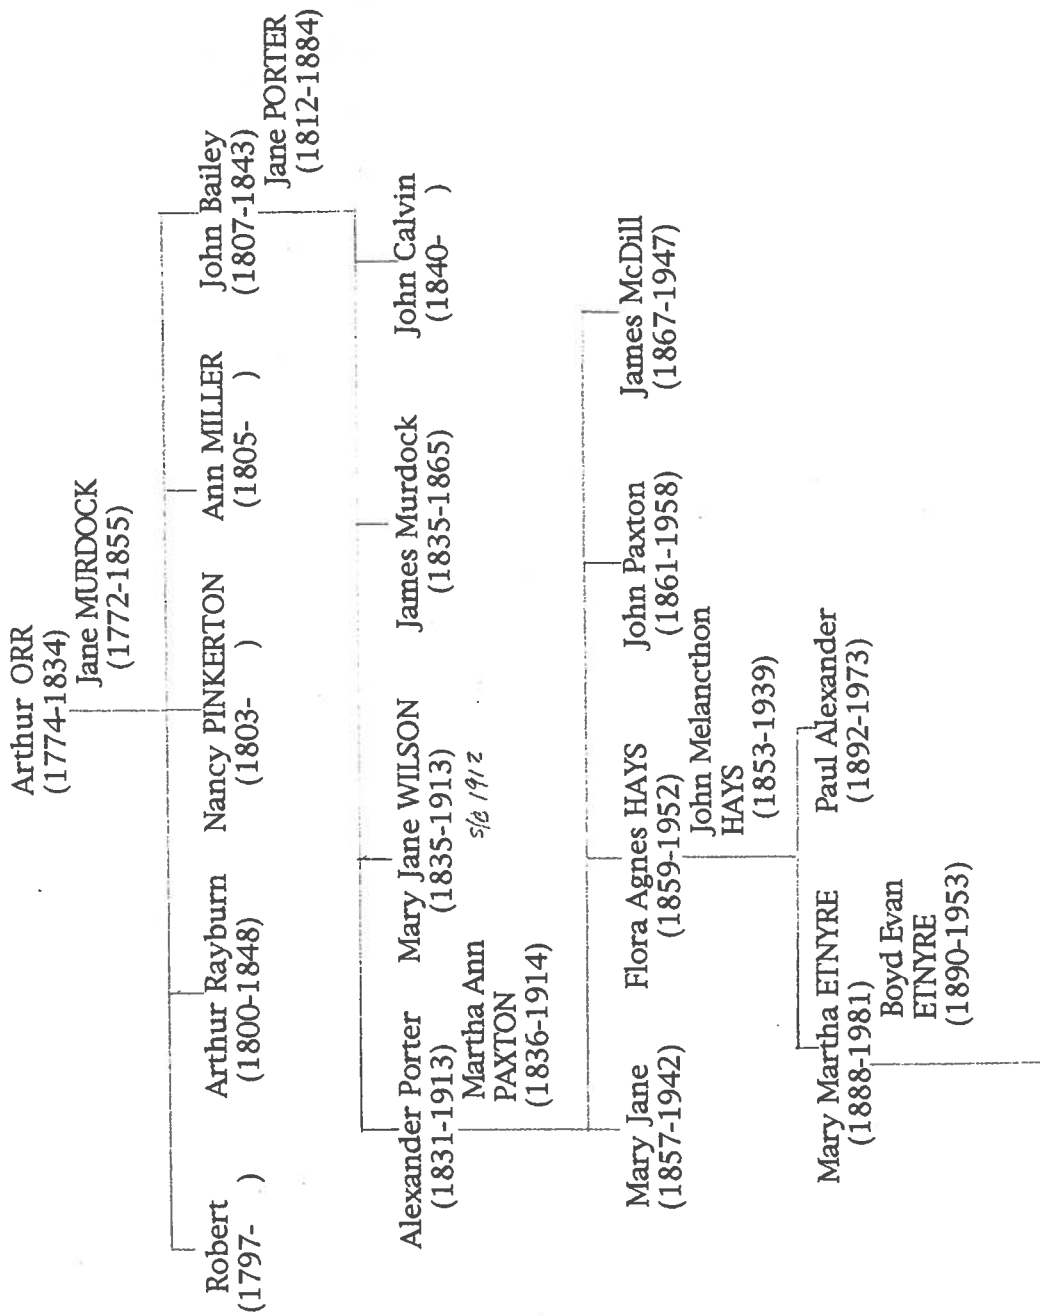 Arthur ORR
(1774-1834)
Jane MURDOCK
(1772-1855)
Robert
(1797-    )
Arthur Rayburn
(1800-1848)
Nancy PINKERTON
(1803-    )
Ann MILLER
(1805-    )
John Bailey
(1807-1843)
Jane PORTER
(1812-1884)
Alexander Porter
(1831-1913)
Martha Ann
PAXTON
(1836-1914)
Mary Jane WILSON
(1835-1913)
s/b 1912
James Murdock
(1835-1865)
John Calvin
(1840-    )
Mary Jane
(1857-1942)
Flora Agnes HAYS
(1859-1952)
John Melancthon
HAYS
(1853-1939)
John Paxton
(1861-1958)
James McDill
(1867-1947)
Mary Martha ETNYRE
(1888-1981)
Boyd Evan
ETNYRE
(1890-1953)
Paul Alexander
(1892-1973)